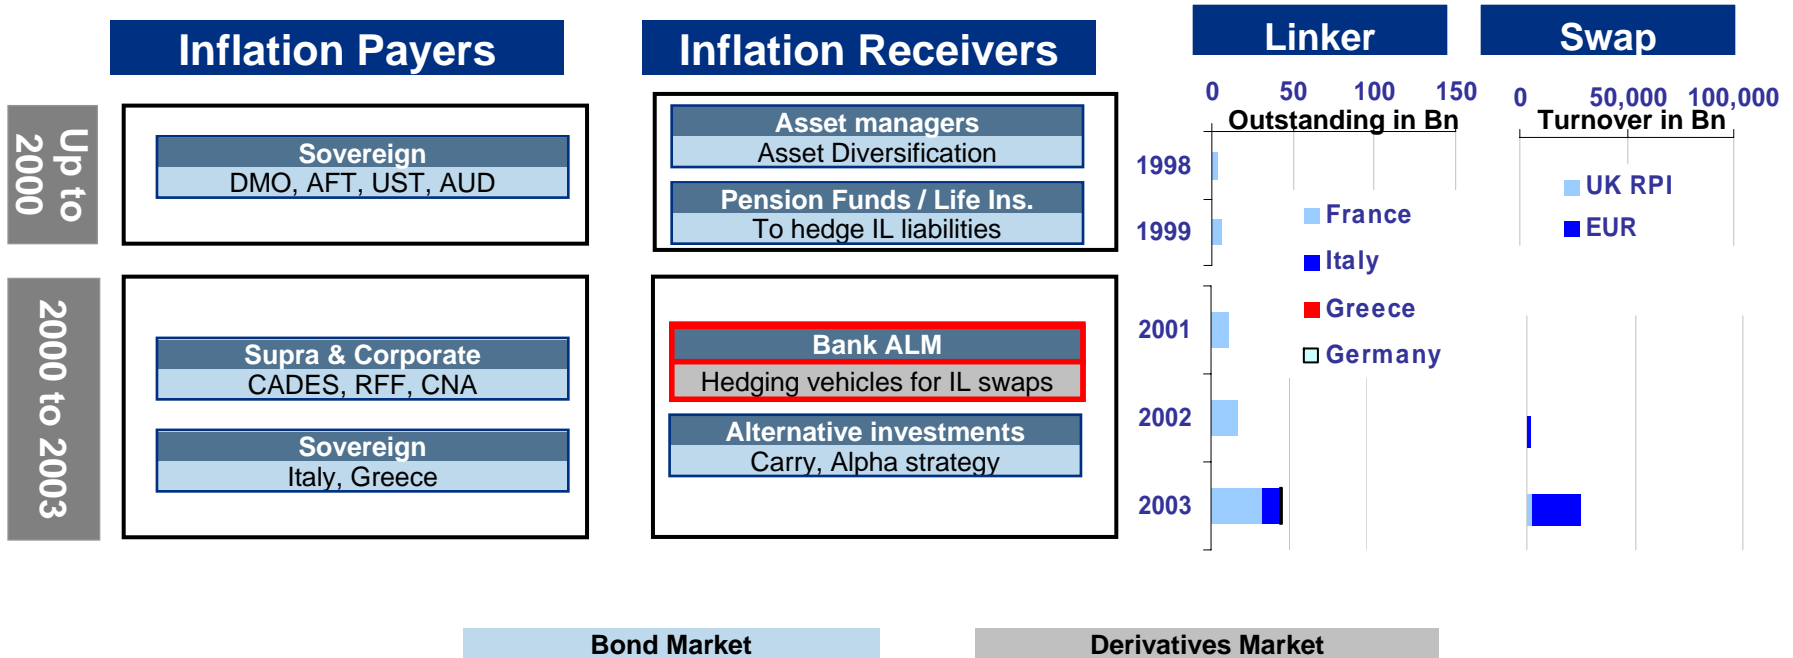 Inflation Payers
Inflation Receivers
Linker
Swap
Up to
2000
Sovereign
DMO, AFT, UST, AUD
Asset managers
Asset Diversification
Pension Funds / Life Ins.
To hedge IL liabilities
0 50 100 150
Outstanding in Bn
1998
1999
France
Italy
Greece
Germany
0 50,000 100,000
Turnover in Bn
UK RPI
EUR
2000 to 2003
Supra & Corporate
CADES, RFF, CNA
Sovereign
Italy, Greece
Bank ALM
Hedging vehicles for IL swaps
Alternative investments
Carry, Alpha strategy
2001
2002
2003
Bond Market
Derivatives Market